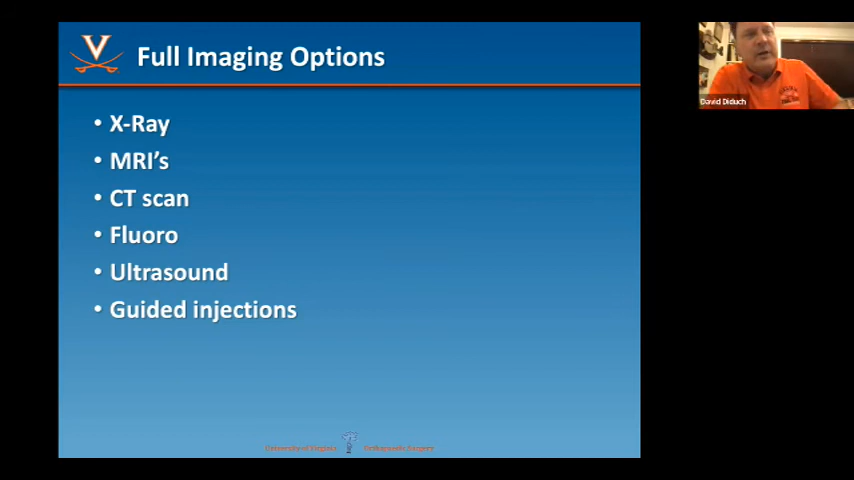 Full Imaging Options
• X-Ray
• MRI's
• CT scan
• Fluoro
• Ultrasound
• Guided injections
University of Virginia Orthopaedic Surgery
David Diduch